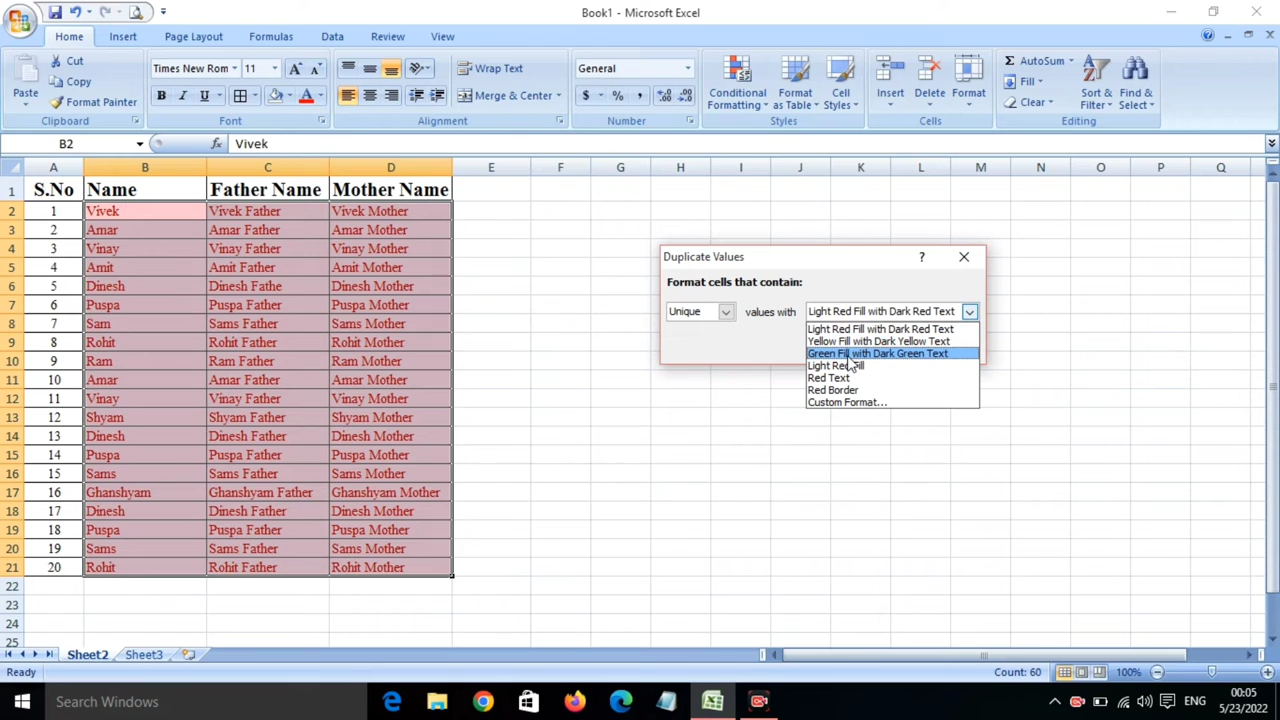 Book1 - Microsoft Excel
Home Insert Page Layout Formulas Data Review View
Paste
Cut
Copy
Format Painter
Clipboard
Times New Rom 11
A A
B I U A
Font
Wrap Text
Merge & Center
Alignment
General
$ % ,
Number
Conditional Formatting
Format as Table
Cell Styles
Styles
Insert Delete Format
Cells
Σ AutoSum
Fill
Clear
Sort & Filter
Find & Select
Editing
B2 fx Vivek
A B C D E F G H I J K L M N O P Q
1 S.No Name Father Name Mother Name
2 1 Vivek Vivek Father Vivek Mother
3 2 Amar Amar Father Amar Mother
4 3 Vinay Vinay Father Vinay Mother
5 4 Amit Amit Father Amit Mother
6 5 Dinesh Dinesh Fathe Dinesh Mother
7 6 Puspa Puspa Father Puspa Mother
8 7 Sam Sams Father Sams Mother
9 8 Rohit Rohit Father Rohit Mother
10 9 Ram Ram Father Ram Mother
11 10 Amar Amar Father Amar Mother
12 11 Vinay Vinay Father Vinay Mother
13 12 Shyam Shyam Father Shyam Mother
14 13 Dinesh Dinesh Father Dinesh Mother
15 14 Puspa Puspa Father Puspa Mother
16 15 Sams Sams Father Sams Mother
17 16 Ghanshyam Ghanshyam Father Ghanshyam Mother
18 17 Dinesh Dinesh Father Dinesh Mother
19 18 Puspa Puspa Father Puspa Mother
20 19 Sams Sams Father Sams Mother
21 20 Rohit Rohit Father Rohit Mother
22
23
24
25
Duplicate Values ?
Format cells that contain:
Unique values with Light Red Fill with Dark Red Text
Light Red Fill with Dark Red Text
Yellow Fill with Dark Yellow Text
Green Fill with Dark Green Text
Light Red Fill
Red Text
Red Border
Custom Format...
Sheet2 Sheet3
Ready Count: 60 100%
Search Windows
ENG
00:05
5/23/2022